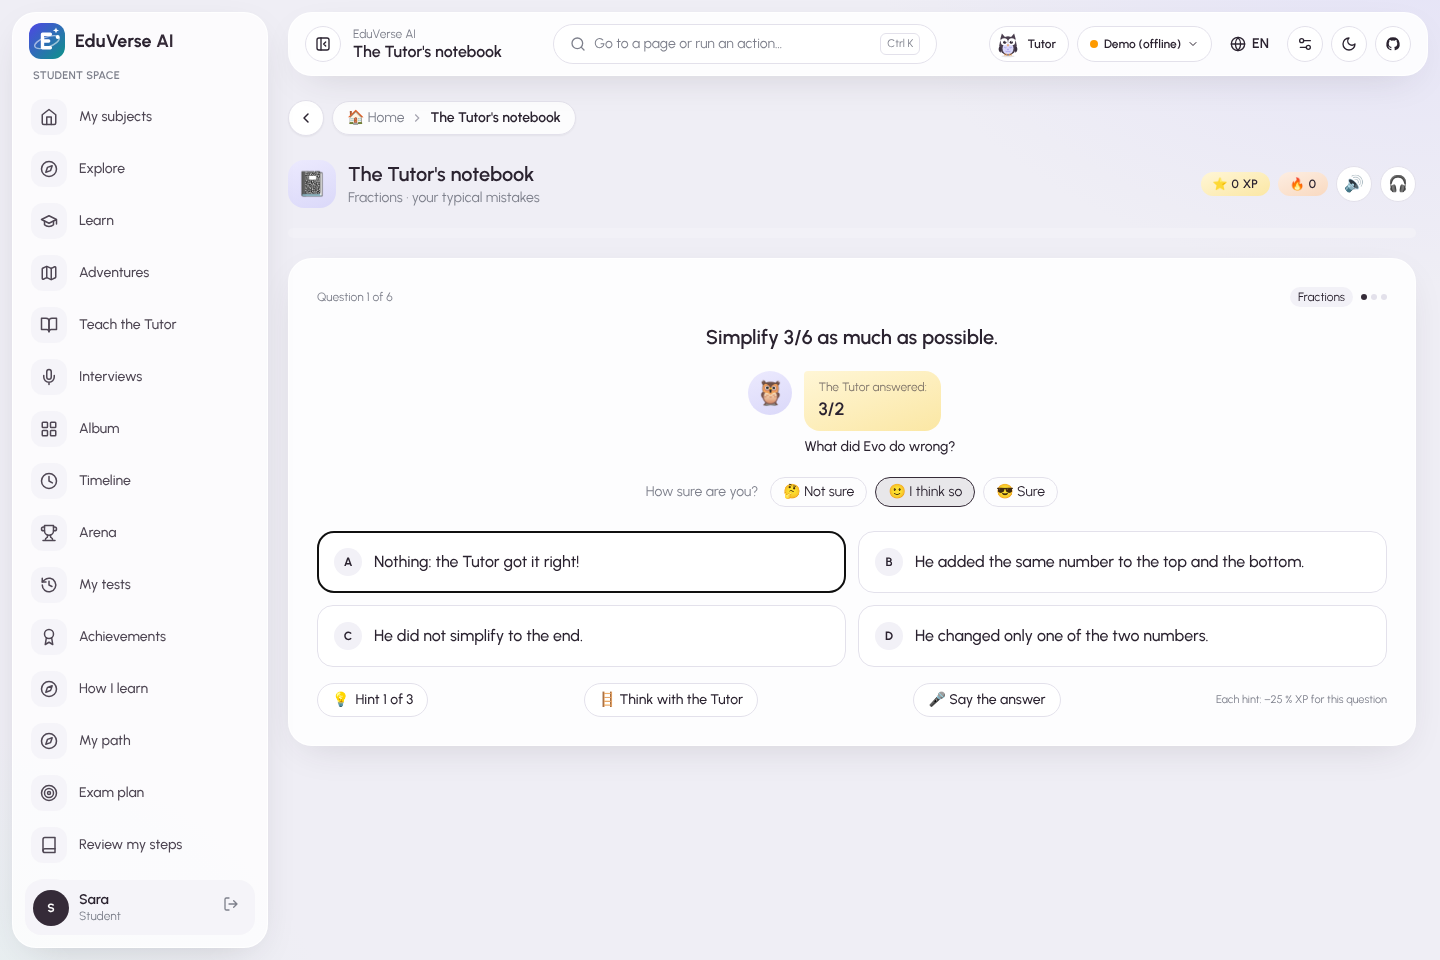 EduVerse AI
STUDENT SPACE
My subjects
Explore
Learn
Adventures
Teach the Tutor
Interviews
Album
Timeline
Arena
My tests
Achievements
How I learn
My path
Exam plan
Review my steps
S
Sara
Student
EduVerse AI
The Tutor's notebook
Go to a page or run an action...
Ctrl K
Tutor
Demo (offline)
EN
Home
The Tutor's notebook
The Tutor's notebook
Fractions · your typical mistakes
0 XP
0
Question 1 of 6
Fractions
Simplify 3/6 as much as possible.
The Tutor answered:
3/2
What did Evo do wrong?
How sure are you?
Not sure
I think so
Sure
A Nothing: the Tutor got it right!
B He added the same number to the top and the bottom.
C He did not simplify to the end.
D He changed only one of the two numbers.
Hint 1 of 3
Think with the Tutor
Say the answer
Each hint: −25 % XP for this question